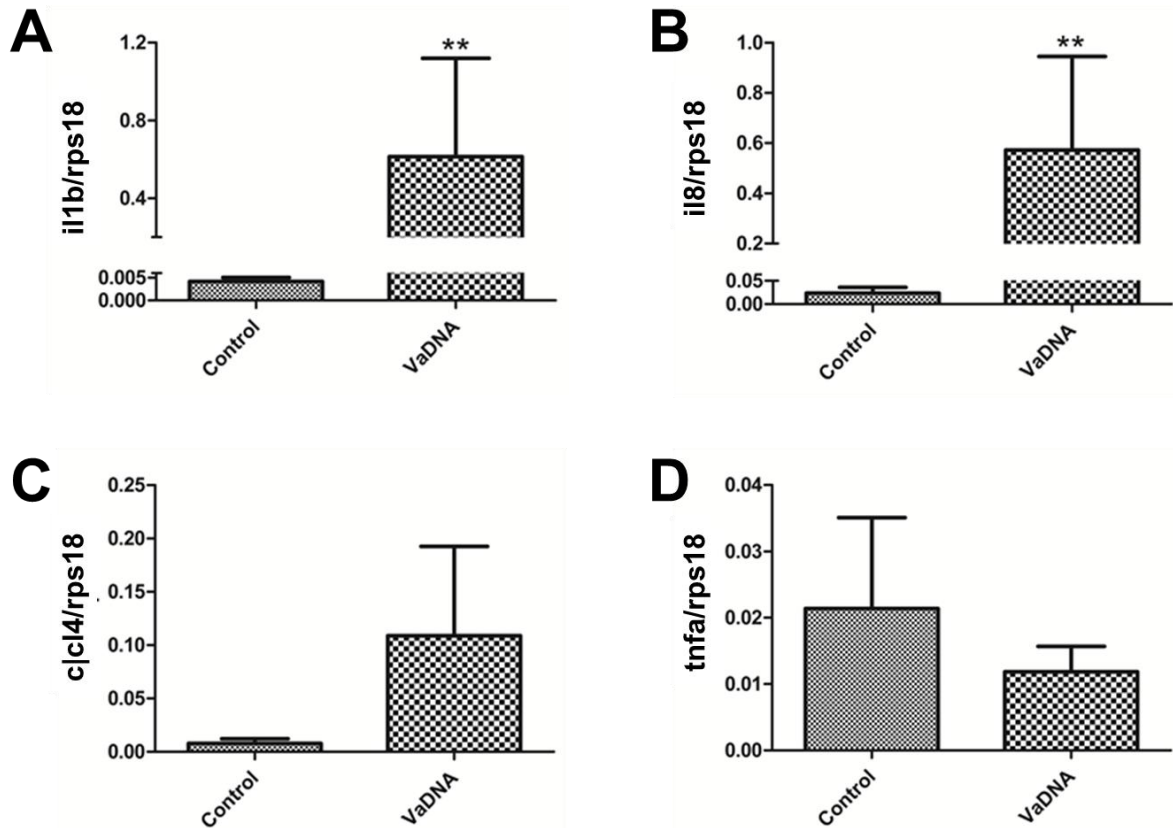 A
il1b/rps18
1.2
0.8
0.4
0.005
0.000
**
Control
VaDNA
B
il8/rps18
1.0
0.8
0.6
0.4
0.2
0.05
0.00
**
Control
VaDNA
C
c|cl4/rps18
0.25
0.20
0.15
0.10
0.05
0.00
Control
VaDNA
D
tnfa/rps18
0.04
0.03
0.02
0.01
0.00
Control
VaDNA